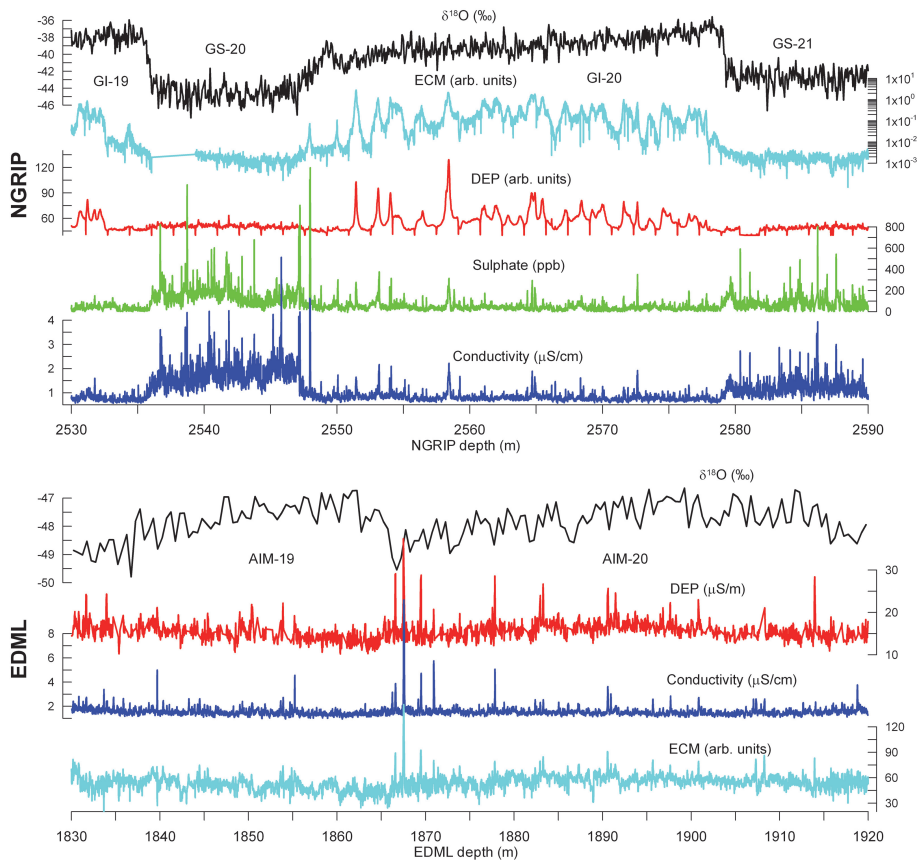 δ¹⁸O (‰)
-36
-38
-40
-42
-44
-46
GI-19
GS-20
GS-21
ECM (arb. units)
GI-20
1x10¹
1x10⁰
1x10⁻¹
1x10⁻²
1x10⁻³
NGRIP
120
90
60
DEP (arb. units)
800
600
400
200
0
Sulphate (ppb)
4
3
2
1
Conductivity (μS/cm)
2530 2540 2550 2560 2570 2580 2590
NGRIP depth (m)
δ¹⁸O (‰)
-47
-48
-49
-50
AIM-19
AIM-20
30
20
10
DEP (μS/m)
EDML
8
6
4
2
Conductivity (μS/cm)
120
90
60
30
ECM (arb. units)
1830 1840 1850 1860 1870 1880 1890 1900 1910 1920
EDML depth (m)